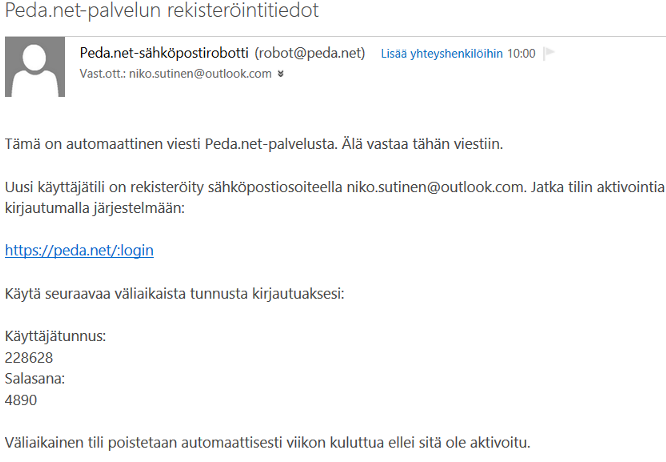 Peda.net-palvelun rekisteröintitiedot
Peda.net-sähköpostirobotti (robot@peda.net) Lisää yhteyshenkilöihin 10:00
Vast.ott.: niko.sutinen@outlook.com
Tämä on automaattinen viesti Peda.net-palvelusta. Älä vastaa tähän viestiin.
Uusi käyttäjätili on rekisteröity sähköpostiosoiteella niko.sutinen@outlook.com. Jatka tilin aktivointia
kirjautumalla järjestelmään:
https://peda.net/:login
Käytä seuraavaa väliaikaista tunnusta kirjautuaksesi:
Käyttäjätunnus:
228628
Salasana:
4890
Väliaikainen tili poistetaan automaattisesti viikon kuluttua ellei sitä ole aktivoitu.